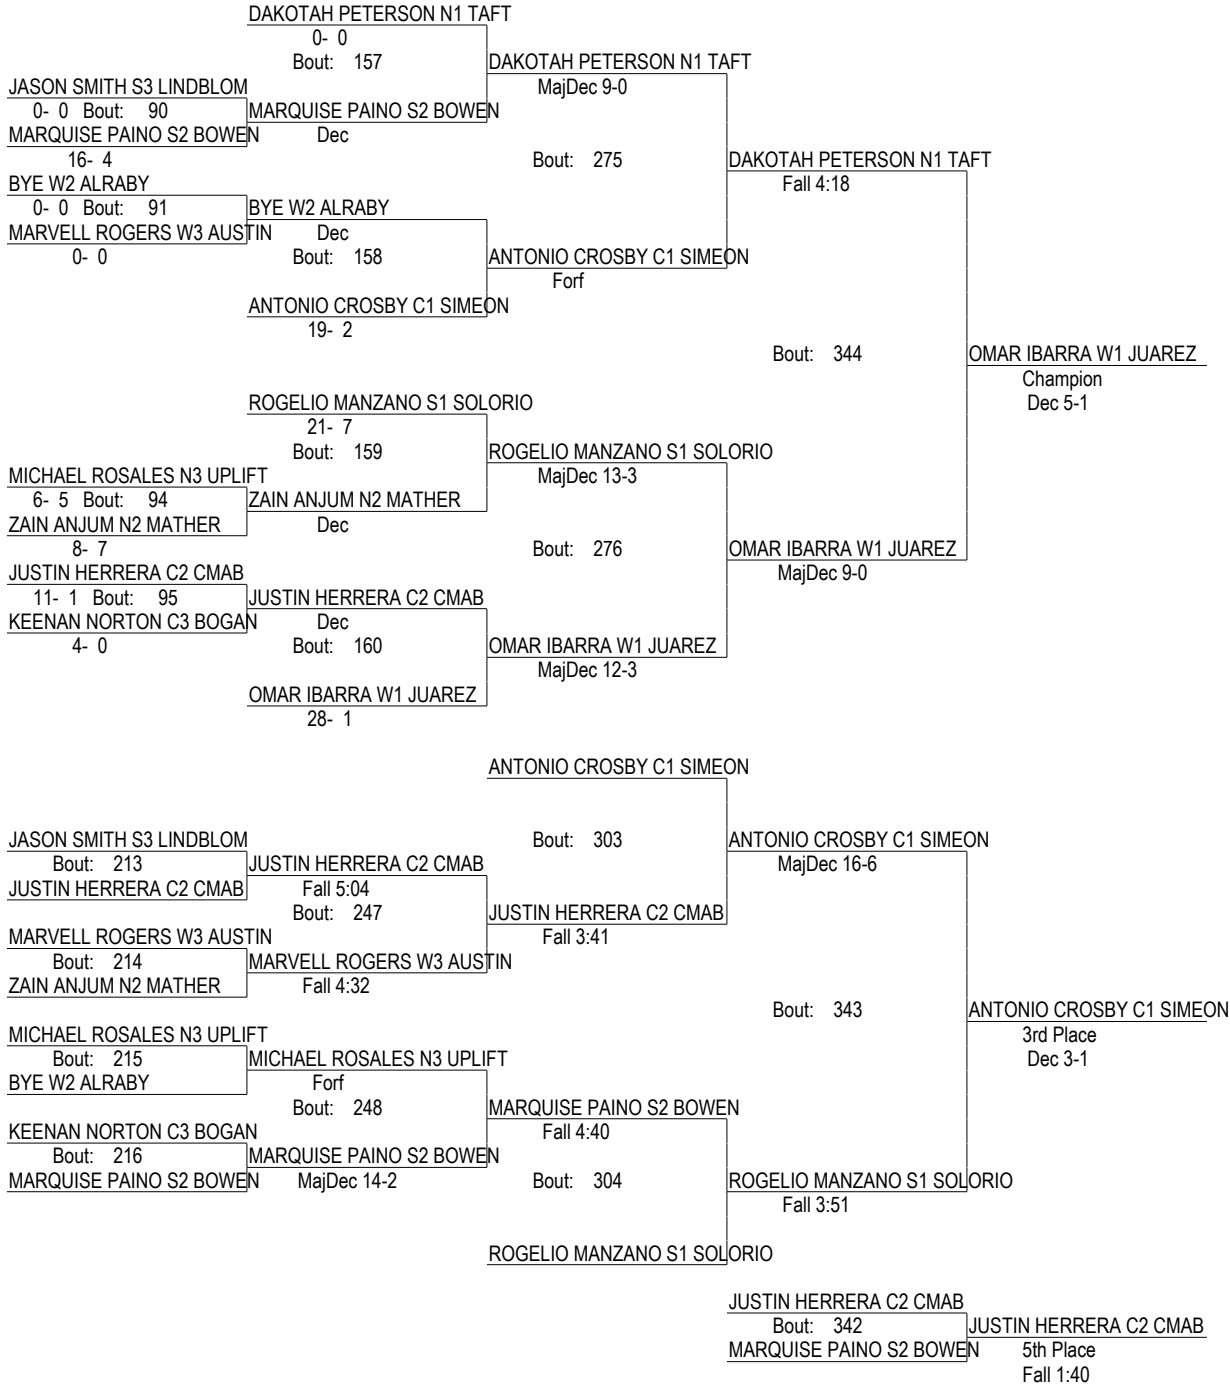 DAKOTAH PETERSON N1 TAFT
0- 0
Bout: 157
DAKOTAH PETERSON N1 TAFT
JASON SMITH S3 LINDBLOM
MajDec 9-0
0- 0 Bout: 90
MARQUISE PAINO S2 BOWEN
MARQUISE PAINO S2 BOWEN
Dec
16- 4
Bout: 275
DAKOTAH PETERSON N1 TAFT
BYE W2 ALRABY
Fall 4:18
0- 0 Bout: 91
BYE W2 ALRABY
MARVELL ROGERS W3 AUSTIN
Dec
0- 0
Bout: 158
ANTONIO CROSBY C1 SIMEON
Forf
ANTONIO CROSBY C1 SIMEON
19- 2
Bout: 344
OMAR IBARRA W1 JUAREZ
Champion
Dec 5-1
ROGELIO MANZANO S1 SOLORIO
21- 7
Bout: 159
ROGELIO MANZANO S1 SOLORIO
MICHAEL ROSALES N3 UPLIFT
MajDec 13-3
6- 5 Bout: 94
ZAIN ANJUM N2 MATHER
ZAIN ANJUM N2 MATHER
Dec
8- 7
Bout: 276
OMAR IBARRA W1 JUAREZ
JUSTIN HERRERA C2 CMAB
MajDec 9-0
11- 1 Bout: 95
JUSTIN HERRERA C2 CMAB
KEENAN NORTON C3 BOGAN
Dec
4- 0
Bout: 160
OMAR IBARRA W1 JUAREZ
MajDec 12-3
OMAR IBARRA W1 JUAREZ
28- 1
ANTONIO CROSBY C1 SIMEON
JASON SMITH S3 LINDBLOM
Bout: 303
ANTONIO CROSBY C1 SIMEON
Bout: 213
JUSTIN HERRERA C2 CMAB
MajDec 16-6
JUSTIN HERRERA C2 CMAB
Fall 5:04
Bout: 247
JUSTIN HERRERA C2 CMAB
MARVELL ROGERS W3 AUSTIN
Fall 3:41
Bout: 214
MARVELL ROGERS W3 AUSTIN
ZAIN ANJUM N2 MATHER
Fall 4:32
Bout: 343
ANTONIO CROSBY C1 SIMEON
MICHAEL ROSALES N3 UPLIFT
3rd Place
Bout: 215
MICHAEL ROSALES N3 UPLIFT
Dec 3-1
BYE W2 ALRABY
Forf
Bout: 248
MARQUISE PAINO S2 BOWEN
KEENAN NORTON C3 BOGAN
Fall 4:40
Bout: 216
MARQUISE PAINO S2 BOWEN
MARQUISE PAINO S2 BOWEN
MajDec 14-2
Bout: 304
ROGELIO MANZANO S1 SOLORIO
Fall 3:51
ROGELIO MANZANO S1 SOLORIO
JUSTIN HERRERA C2 CMAB
Bout: 342
JUSTIN HERRERA C2 CMAB
MARQUISE PAINO S2 BOWEN
5th Place
Fall 1:40